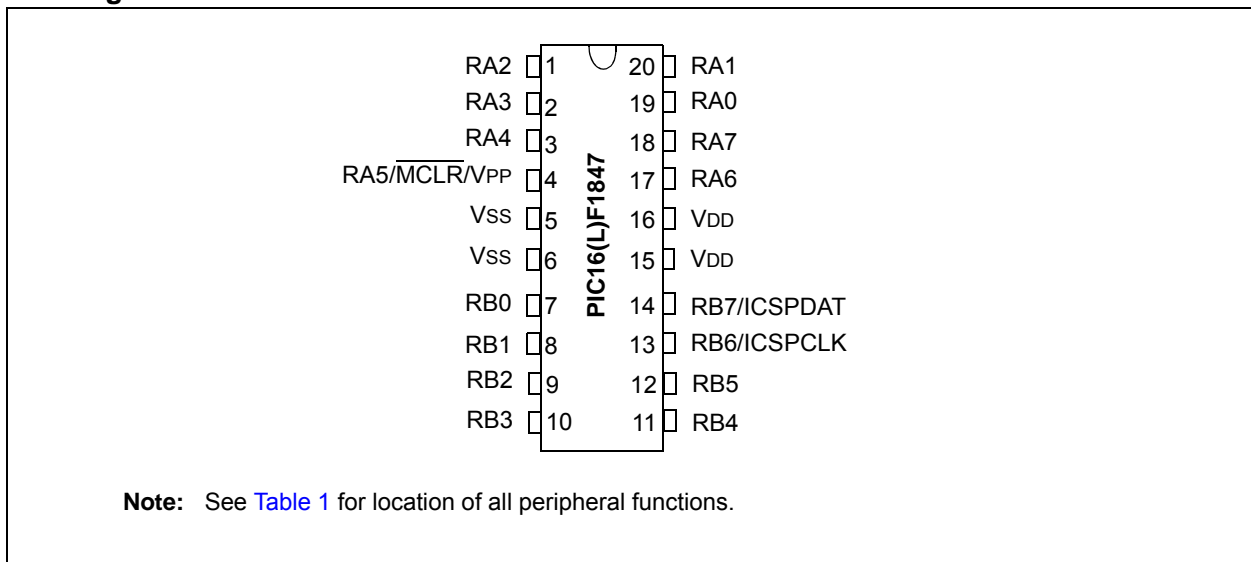 RA2 1 20 RA1
RA3 2 19 RA0
RA4 3 18 RA7
RA5/MCLR/VPP 4 17 RA6
VSS 5 16 VDD
VSS 6 15 VDD
RB0 7 14 RB7/ICSPDAT
RB1 8 13 RB6/ICSPCLK
RB2 9 12 RB5
RB3 10 11 RB4
PIC16(L)F1847
Note: See Table 1 for location of all peripheral functions.